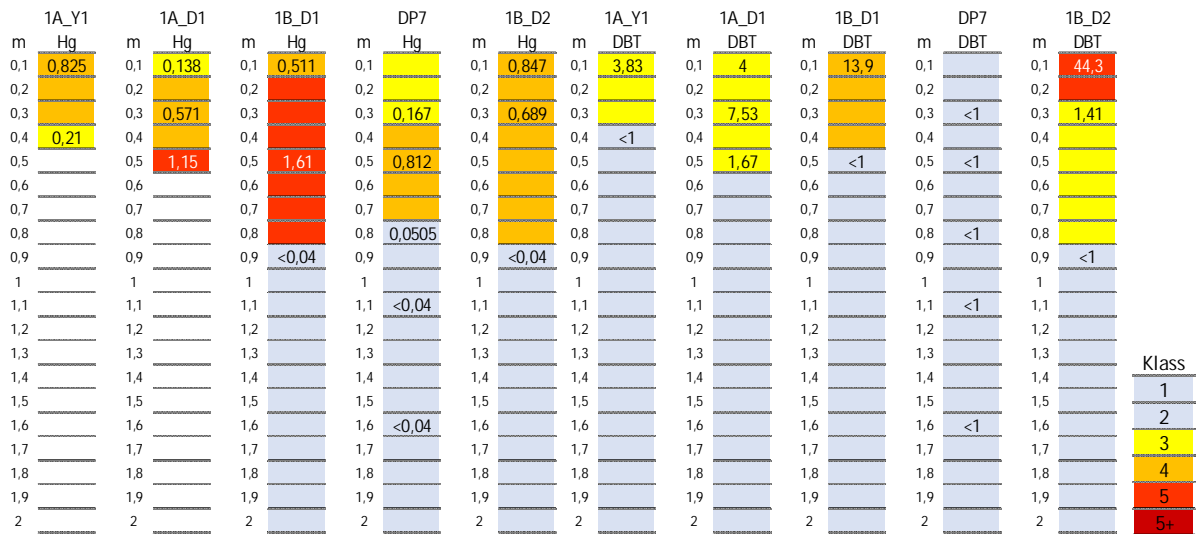 1A_Y1 1A_D1 1B_D1 DP7 1B_D2 1A_Y1 1A_D1 1B_D1 DP7 1B_D2
m Hg m Hg m Hg m Hg m Hg m DBT m DBT m DBT m DBT m DBT
0,1 0,825 0,1 0,138 0,1 0,511 0,1 0,1 0,847 0,1 3,83 0,1 4 0,1 13,9 0,1 0,1 44,3
0,2 0,2 0,2 0,2 0,2 0,2 0,2 0,2 0,2 0,2
0,3 0,3 0,571 0,3 0,3 0,167 0,3 0,689 0,3 0,3 7,53 0,3 0,3 <1 0,3 1,41
0,4 0,21 0,4 0,4 0,4 0,4 0,4 <1 0,4 0,4 0,4 0,4
0,5 0,5 1,15 0,5 1,61 0,5 0,812 0,5 0,5 0,5 1,67 0,5 <1 0,5 <1 0,5
0,6 0,6 0,6 0,6 0,6 0,6 0,6 0,6 0,6 0,6
0,7 0,7 0,7 0,7 0,7 0,7 0,7 0,7 0,7 0,7
0,8 0,8 0,8 0,8 0,0505 0,8 0,8 0,8 0,8 0,8 <1 0,8
0,9 0,9 0,9 <0,04 0,9 0,9 <0,04 0,9 0,9 0,9 0,9 0,9 <1
1 1 1 1 1 1 1 1 1 1
1,1 1,1 1,1 1,1 <0,04 1,1 1,1 1,1 1,1 1,1 <1 1,1
1,2 1,2 1,2 1,2 1,2 1,2 1,2 1,2 1,2 1,2
1,3 1,3 1,3 1,3 1,3 1,3 1,3 1,3 1,3 1,3
1,4 1,4 1,4 1,4 1,4 1,4 1,4 1,4 1,4 1,4 Klass
1,5 1,5 1,5 1,5 1,5 1,5 1,5 1,5 1,5 1,5 1
1,6 1,6 1,6 1,6 <0,04 1,6 1,6 1,6 1,6 1,6 <1 1,6 2
1,7 1,7 1,7 1,7 1,7 1,7 1,7 1,7 1,7 1,7 3
1,8 1,8 1,8 1,8 1,8 1,8 1,8 1,8 1,8 1,8 4
1,9 1,9 1,9 1,9 1,9 1,9 1,9 1,9 1,9 1,9 5
2 2 2 2 2 2 2 2 2 2 5+